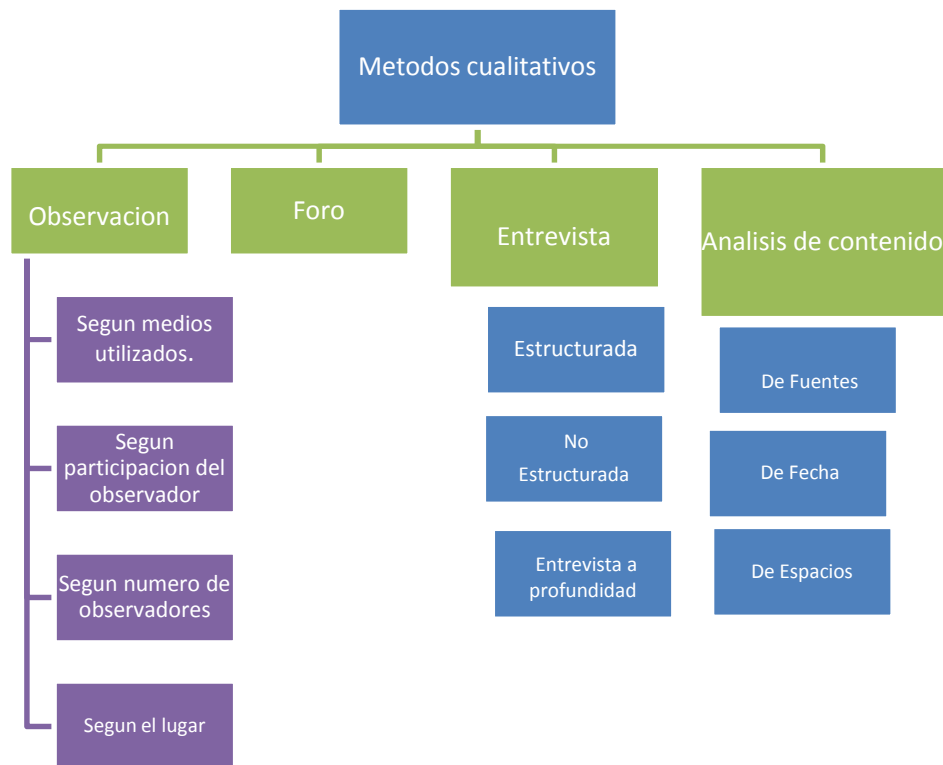 Metodos cualitativos
Observacion
Foro
Entrevista
Analisis de contenido
Segun medios
utilizados.
Segun
participacion del
observador
Segun numero de
observadores
Segun el lugar
Estructurada
No
Estructurada
Entrevista a
profundidad
De Fuentes
De Fecha
De Espacios